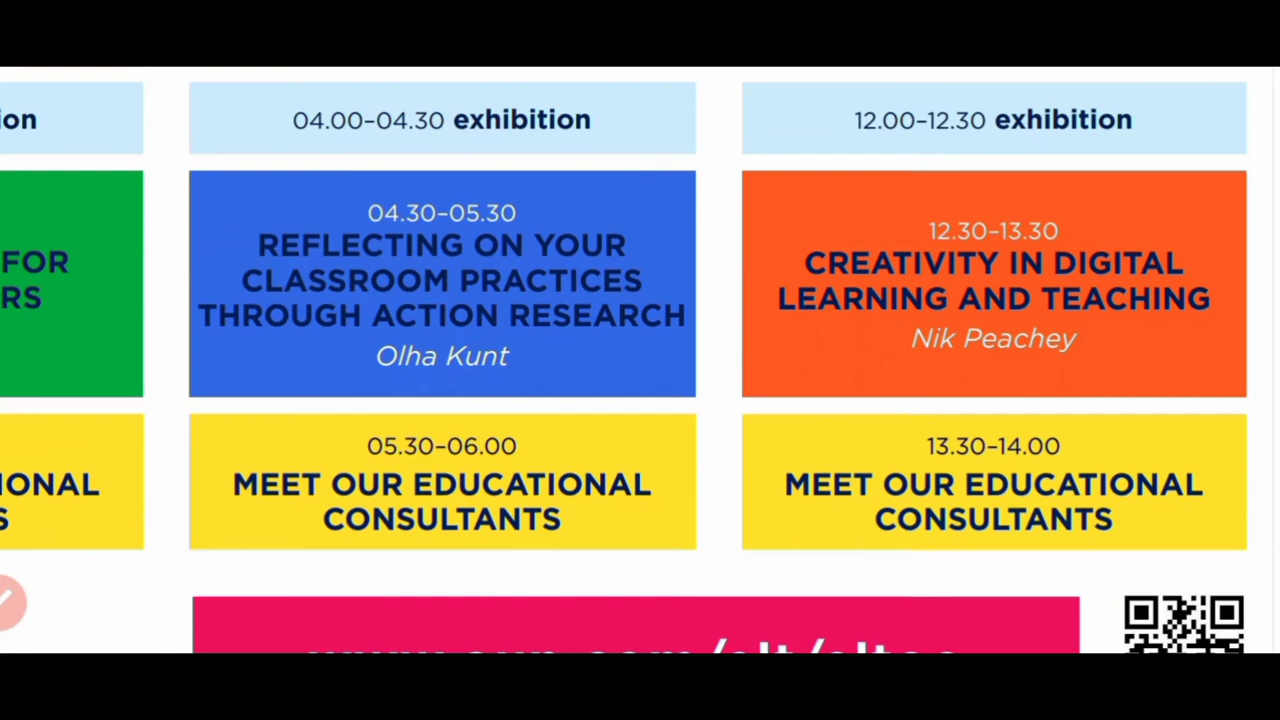 ion
04.00–04.30 exhibition
12.00–12.30 exhibition
FOR
RS
04.30–05.30
REFLECTING ON YOUR
CLASSROOM PRACTICES
THROUGH ACTION RESEARCH
Olha Kunt
12.30–13.30
CREATIVITY IN DIGITAL
LEARNING AND TEACHING
Nik Peachey
IONAL
S
05.30–06.00
MEET OUR EDUCATIONAL
CONSULTANTS
13.30–14.00
MEET OUR EDUCATIONAL
CONSULTANTS